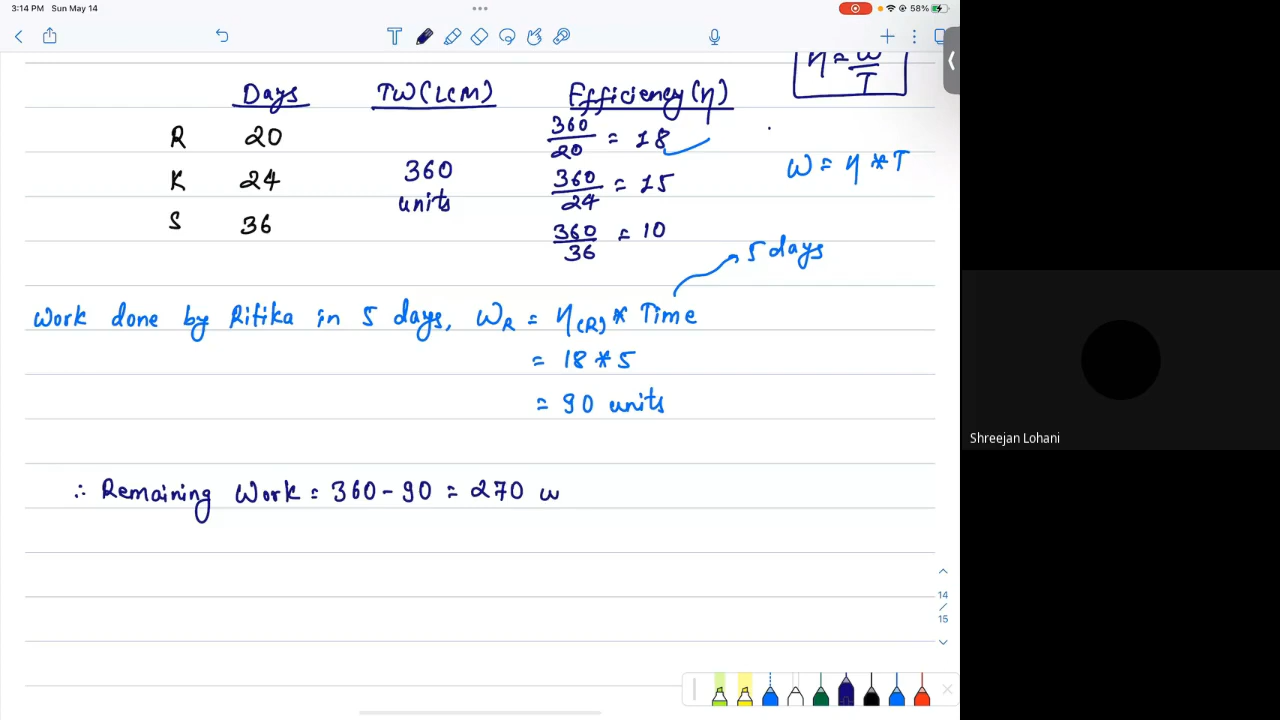 3:14 PM Sun May 14
58%
η = w/T
Days TW(LCM) Efficiency(η)
R 20 360/20 = 18
W = η * T
K 24 360 units 360/24 = 15
S 36 360/36 = 10
5 days
Work done by Ritika in 5 days, WR = η(R) * Time
= 18 * 5
= 90 units
∴ Remaining Work = 360 - 90 = 270 w
14
/
15
Shreejan Lohani